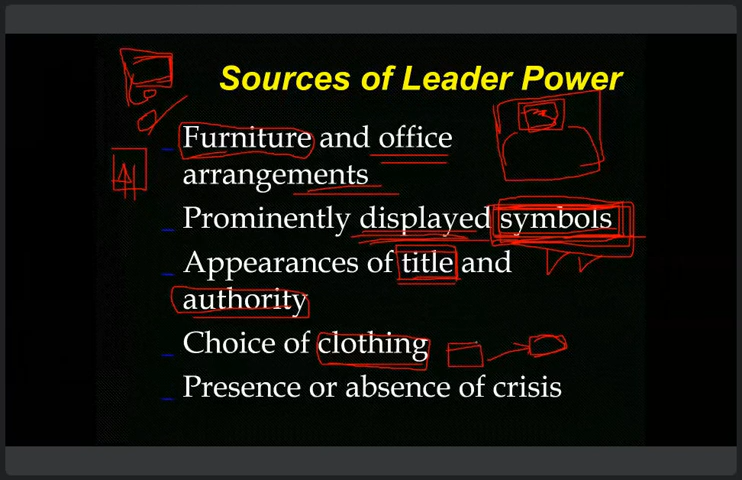 Sources of Leader Power
Furniture and office
arrangements
Prominently displayed symbols
Appearances of title and
authority
Choice of clothing
Presence or absence of crisis